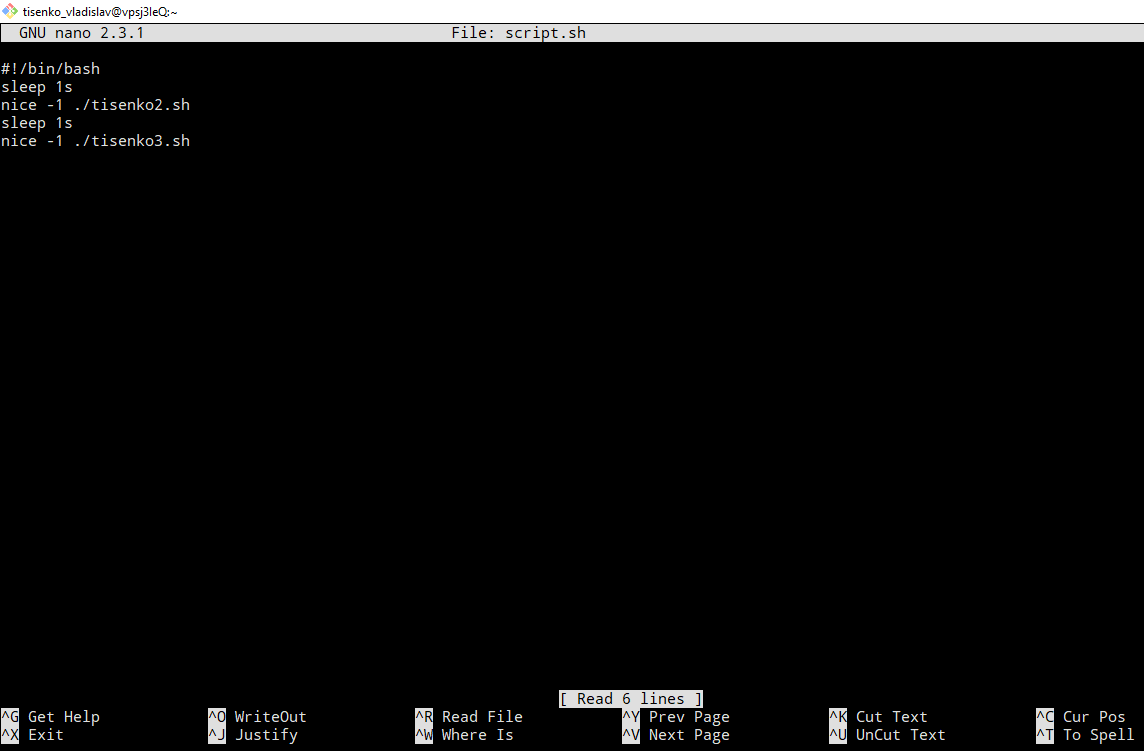 tisenko_vladislav@vpsj3leQ:~
GNU nano 2.3.1 File: script.sh
#!/bin/bash
sleep 1s
nice -1 ./tisenko2.sh
sleep 1s
nice -1 ./tisenko3.sh
[ Read 6 lines ]
^G Get Help ^O WriteOut ^R Read File ^Y Prev Page ^K Cut Text ^C Cur Pos
^X Exit ^J Justify ^W Where Is ^V Next Page ^U UnCut Text ^T To Spell